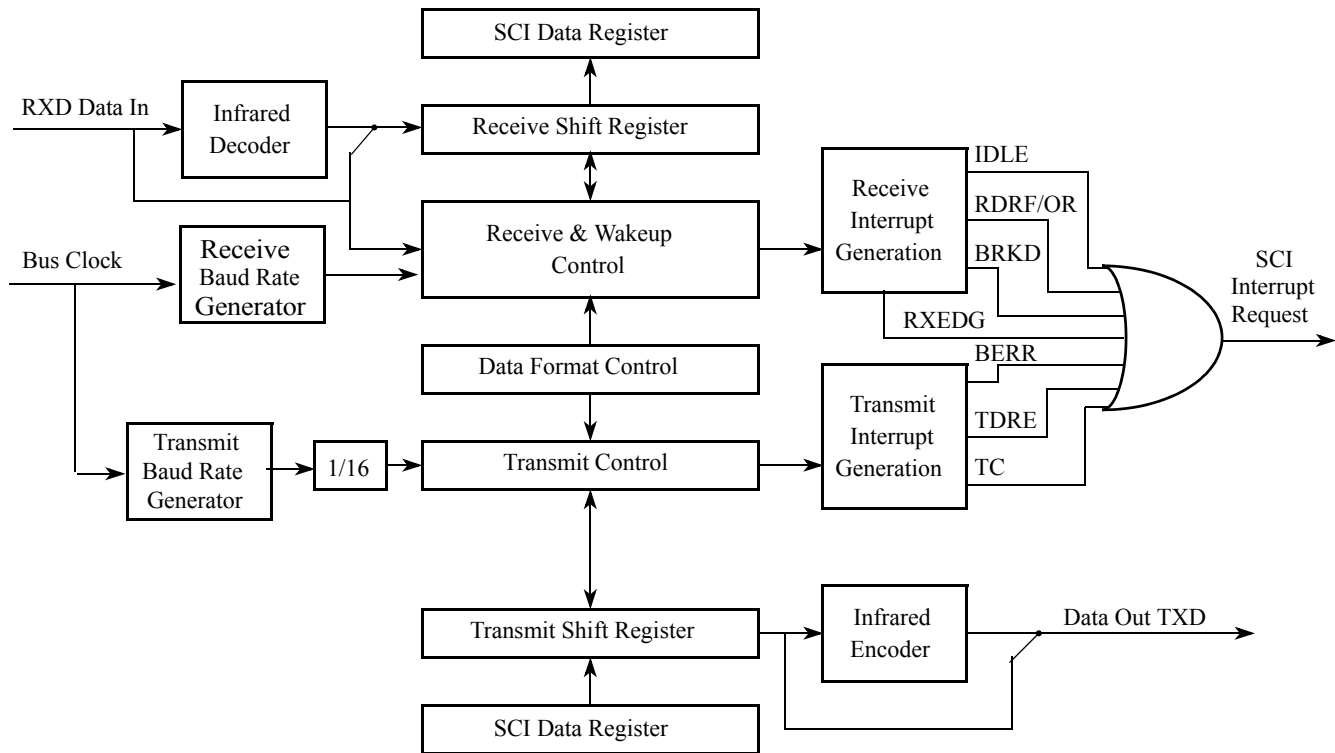 SCI Data Register
RXD Data In
Infrared
Decoder
Receive Shift Register
IDLE
Receive
Interrupt
Generation
RDRF/OR
BRKD
Receive & Wakeup
Control
Bus Clock
Receive
Baud Rate
Generator
SCI
Interrupt
Request
RXEDG
BERR
Data Format Control
Transmit
Interrupt
Generation
TDRE
TC
Transmit
Baud Rate
Generator
1/16
Transmit Control
Transmit Shift Register
Infrared
Encoder
Data Out TXD
SCI Data Register